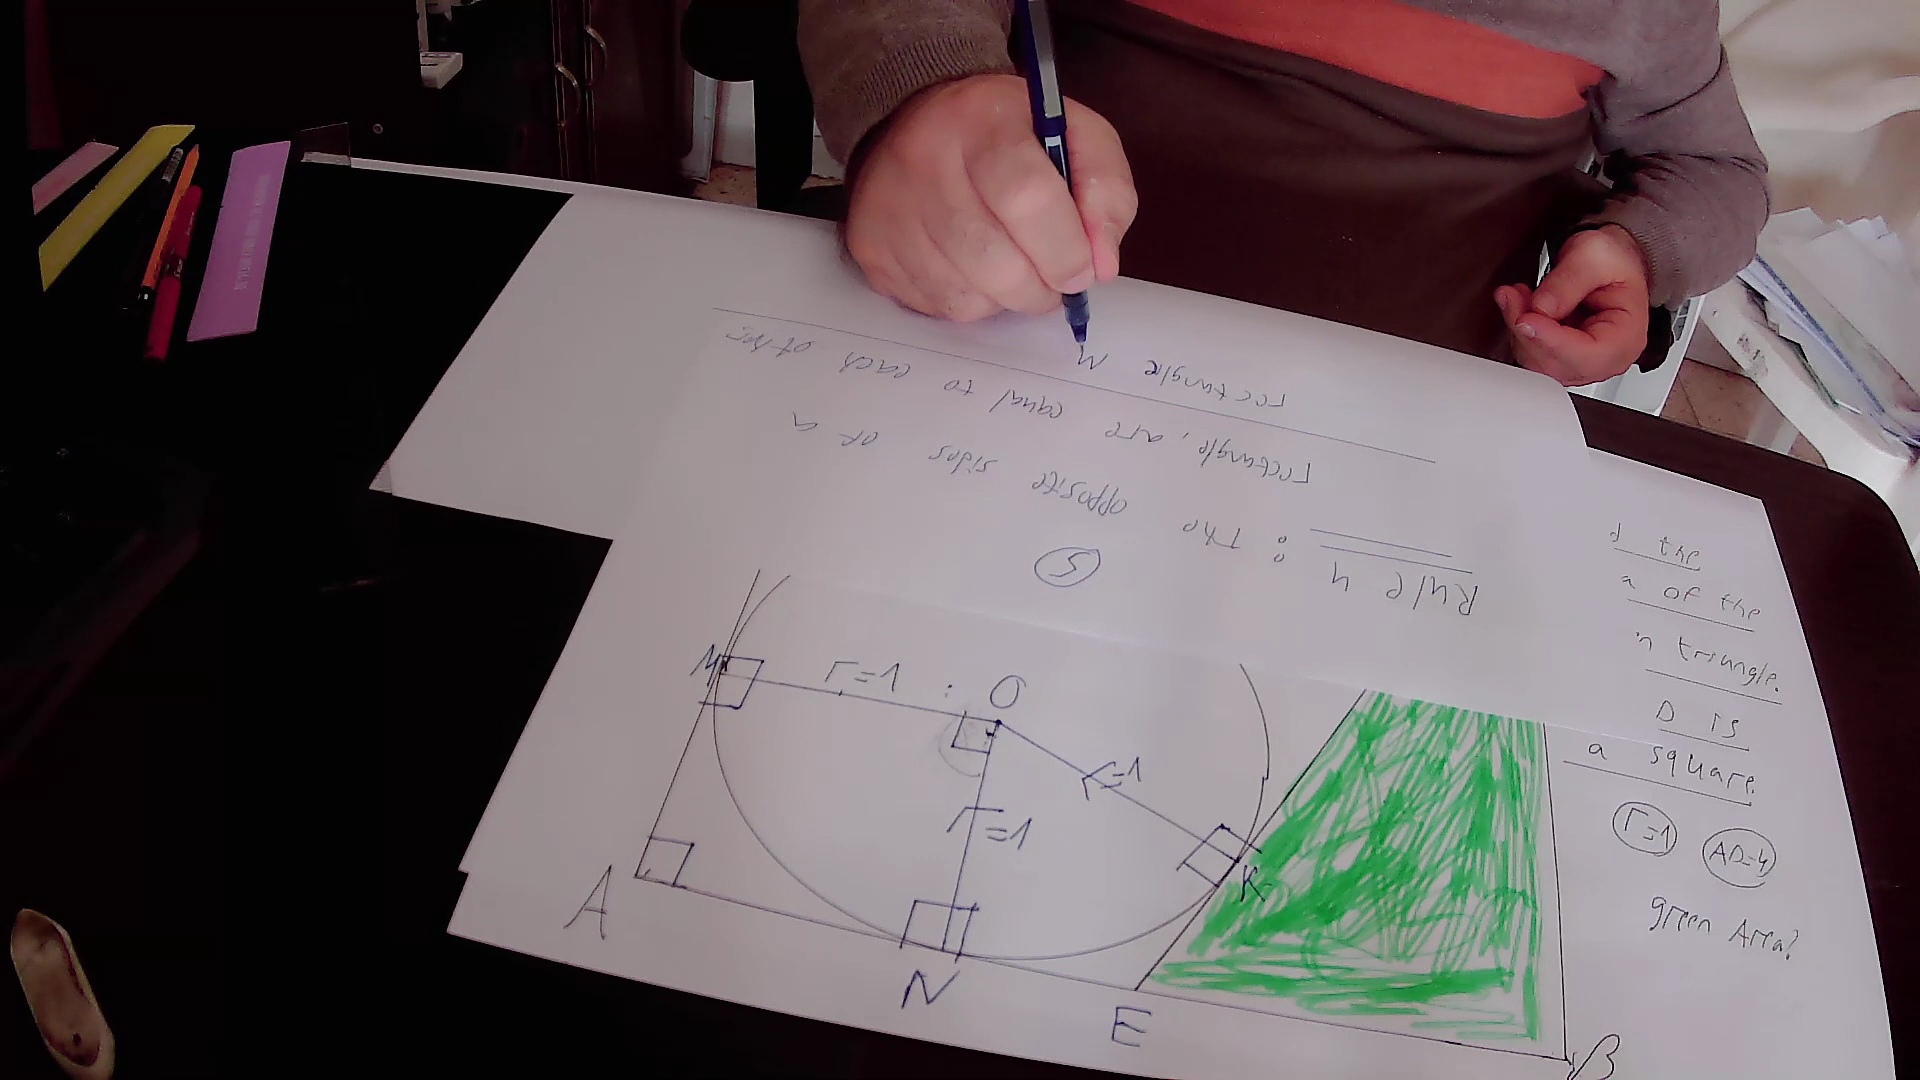 Rule 4 : The opposite sides of a
rectangle, are equal to each other
rectangle M
5
d the
a of the
n triangle.
D is
a square.
r=1 AD=4
green Area?
M r=1 O
r=1
r=1
K
A
N
E
B